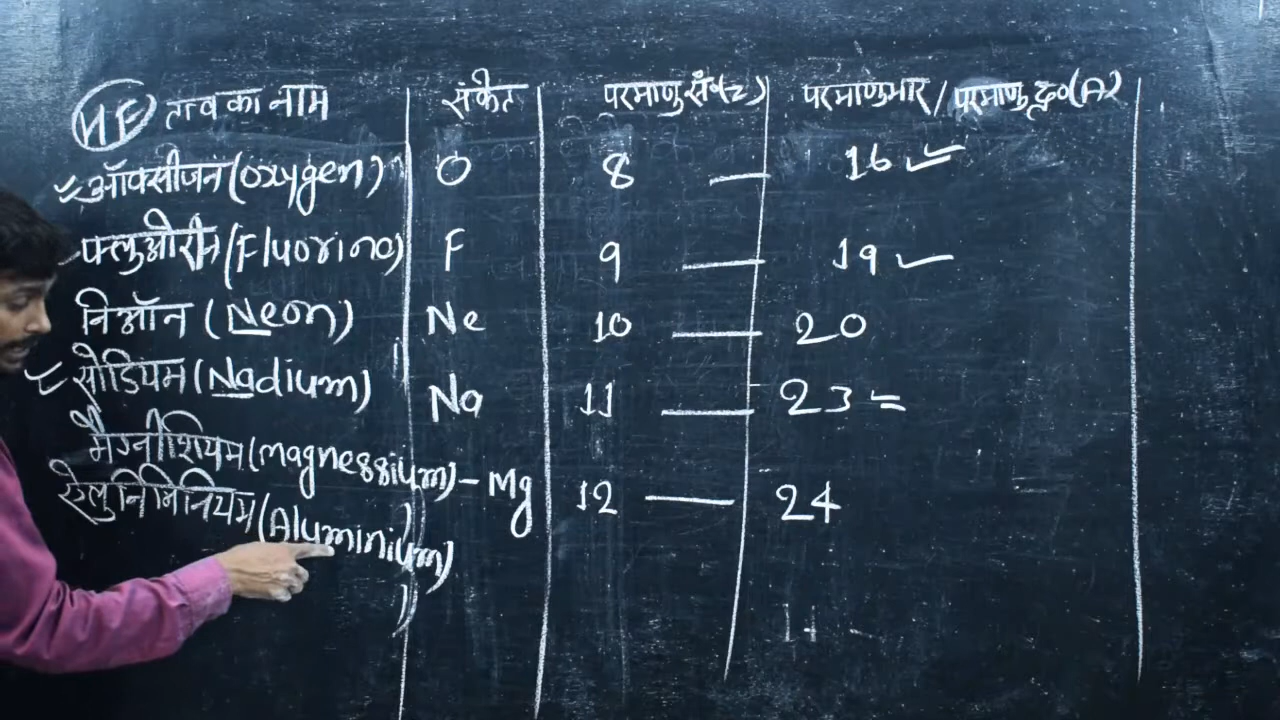 HE तत्व का नाम संकेत परमाणु सं०(Z) परमाणुभार / परमाणु द्र०(A)
ऑक्सीजन (Oxygen) O 8 — 16
फ्लुओरीन (Fluorine) F 9 — 19
निऑन (Neon) Ne 10 — 20
सोडियम (Nadium) Na 11 — 23
मैग्नीशियम (Magnessium) - Mg 12 — 24
ऐलुनिमिनियम (Aluminium)